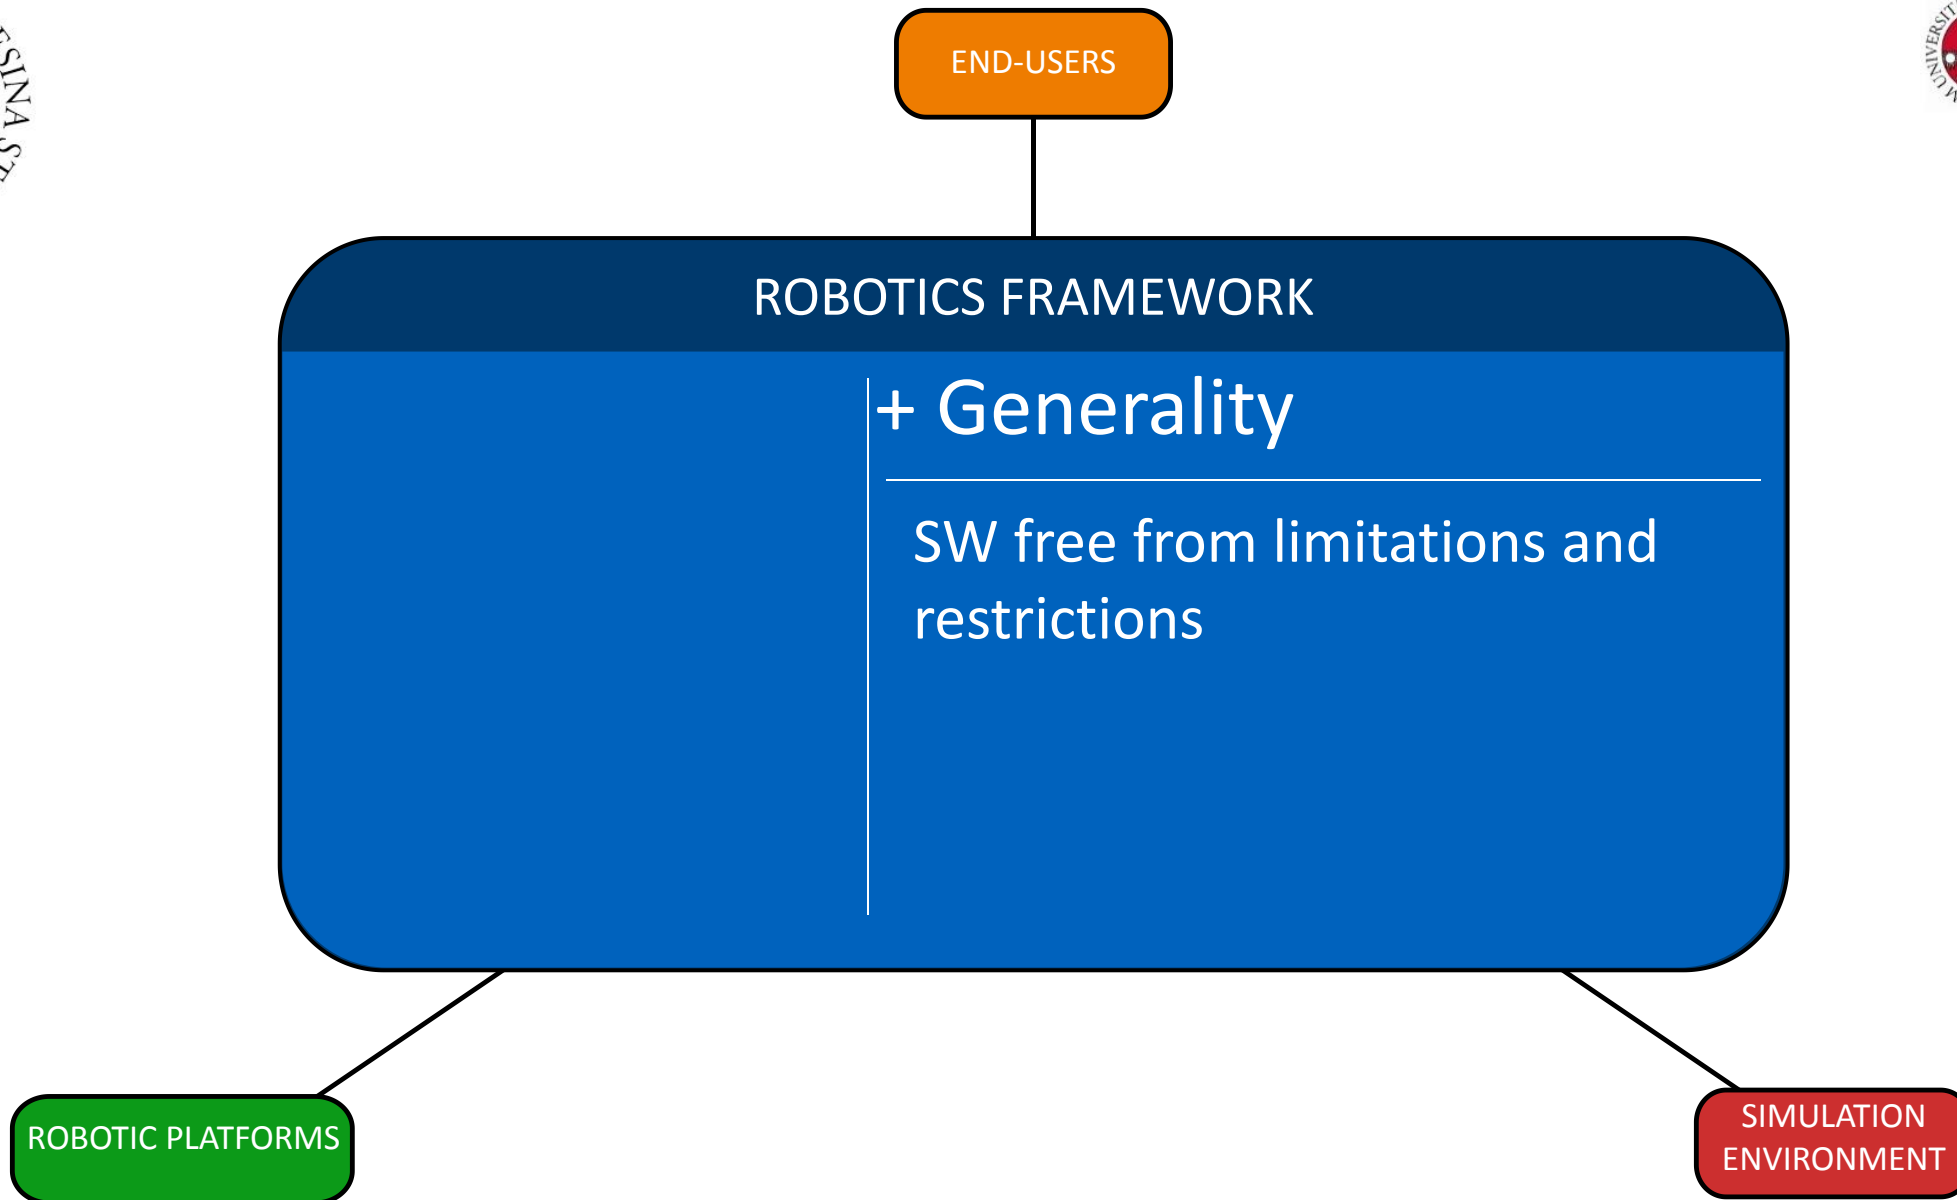 END-USERS
ROBOTICS FRAMEWORK
+ Generality
SW free from limitations and
restrictions
ROBOTIC PLATFORMS
SIMULATION
ENVIRONMENT